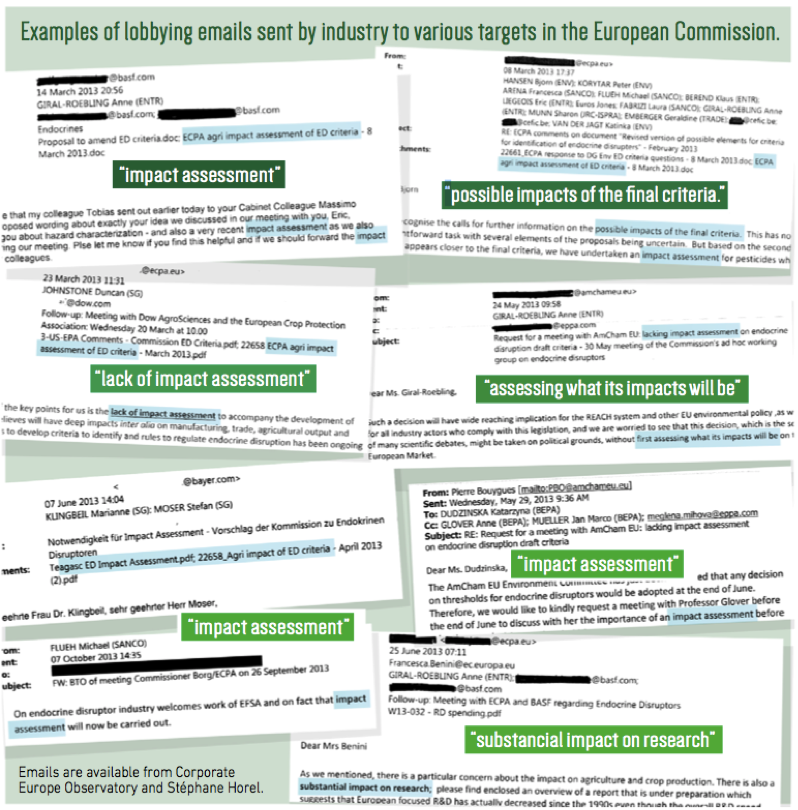 Examples of lobbying emails sent by industry to various targets in the European Commission.
@basf.com
14 March 2013 20:56
GIRAL-ROEBLING Anne (ENTR)
@basf.com; @basf.com
Endocrines
Proposal to amend ED criteria.doc; ECPA agri impact assessment of ED criteria - 8
March 2013.doc
"impact assessment"
e that my colleague Tobias sent out earlier today to your Cabinet Colleague Massimo
oposed wording about exactly your idea we discussed in our meeting with you, Eric,
you about hazard characterization - and also a very recent impact assessment as we also
ng our meeting. Plse let me know if you find this helpful and if we should forward the impact
colleagues.
From:
@ecpa.eu>
t:
08 March 2013 17:37
HANSEN Bjorn (ENV); KORYTAR Peter (ENV)
ARENA Francesca (SANCO); FLUEH Michael (SANCO); BEREND Klaus (ENTR);
LIEGEOIS Eric (ENTR); Euros Jones; FABRIZI Laura (SANCO); GIRAL-ROEBLING Anne
(ENTR); MUNN Sharon (JRC-ISPRA); EMBERGER Geraldine (TRADE); @cefic.be;
@cefic.be; VAN DER JAGT Katinka (ENV)
ect:
RE: ECPA comments on document "Revised version of possible elements for criteria
for identification of endocrine disrupters" - February 2013
chments:
22661_ECPA response to DG Env ED criteria questions - 8 March 2013.doc; ECPA
agri impact assessment of ED criteria - 8 March 2013.doc
Bjorn
"possible impacts of the final criteria."
cognise the calls for further information on the possible impacts of the final criteria. This has no
tforward task with several elements of the proposals being uncertain. But based on the second
appears closer to the final criteria, we have undertaken an impact assessment for pesticides wh
.@ecpa.eu>
23 March 2013 11:31
JOHNSTONE Duncan (SG)
@dow.com
Follow-up: Meeting with Dow AgroSciences and the European Crop Protection
Association: Wednesday 20 March at 10.00
3-US-EPA Comments - Commission ED Criteria.pdf; 22658 ECPA agri impact
assessment of ED criteria - March 2013.pdf
"lack of impact assessment"
the key points for us is the lack of impact assessment to accompany the development of
lieves will have deep impacts inter alia on manufacturing, trade, agricultural output and
s to develop criteria to identify and rules to regulate endocrine disruption has been ongoing
om:
@amchameu.eu>
nt:
24 May 2013 09:58
o:
GIRAL-ROEBLING Anne (ENTR)
c:
@eppa.com
ubject:
Request for a meeting with AmCham EU: lacking impact assessment on endocrine
disruption draft criteria - 30 May meeting of the Commission's ad hoc working
group on endocrine disruptors
ear Ms. Giral-Roebling,
"assessing what its impacts will be"
Such a decision will have wide reaching implication for the REACH system and other EU environmental policy ,as w
for all industry actors who comply with this legislation, and we are worried to see that this decision, which is the se
of many scientific debates, might be taken on political grounds, without first assessing what its impacts will be on t
European Market.
< @bayer.com>
07 June 2013 14:04
KLINGBEIL Marianne (SG); MOSER Stefan (SG)
:
Notwendigkeit für Impact Assessment - Vorschlag der Kommission zu Endokrinen
Disruptoren
ments:
Teagasc ED Impact Assessment.pdf; 22658_Agri impact of ED criteria - April 2013
(2).pdf
eehrte Frau Dr. Klingbeil, sehr geehrter Herr Moser,
"impact assessment"
From: Pierre Bouygues [mailto:PBO@amchameu.eu]
Sent: Wednesday, May 29, 2013 9:36 AM
To: DUDZINSKA Katarzyna (BEPA)
Cc: GLOVER Anne (BEPA); MUELLER Jan Marco (BEPA); meglena.mihova@eppa.com
Subject: RE: Request for a meeting with AmCham EU: lacking impact assessment
on endocrine disruption draft criteria
Dear Ms. Dudzinska,
"impact assessment"
The AmCham EU Environment Committee has just ed that any decision
on thresholds for endocrine disruptors would be adopted at the end of June.
Therefore, we would like to kindly request a meeting with Professor Glover before
the end of June to discuss with her the importance of an impact assessment before
rom:
FLUEH Michael (SANCO)
ent:
07 October 2013 14:35
o:
ubject:
FW: BTO of meeting Commissioner Borg/ECPA on 26 September 2013
On endocrine disruptor industry welcomes work of EFSA and on fact that impact
assessment will now be carried out.
@ecpa.eu>
25 June 2013 07:11
Francesca.Benini@ec.europa.eu
GIRAL-ROEBLING Anne (ENTR); @basf.com;
@basf.com
Follow-up: Meeting with ECPA and BASF regarding Endocrine Disruptors
W13-032 - RD spending.pdf
"substancial impact on research"
Dear Mrs Benini
As we mentioned, there is a particular concern about the impact on agriculture and crop production. There is also a
substantial impact on research; please find enclosed an overview of a report that is under preparation which
suggests that European focused R&D has actually decreased since the 1990s even though the overall R&D spend
Emails are available from Corporate
Europe Observatory and Stéphane Horel.